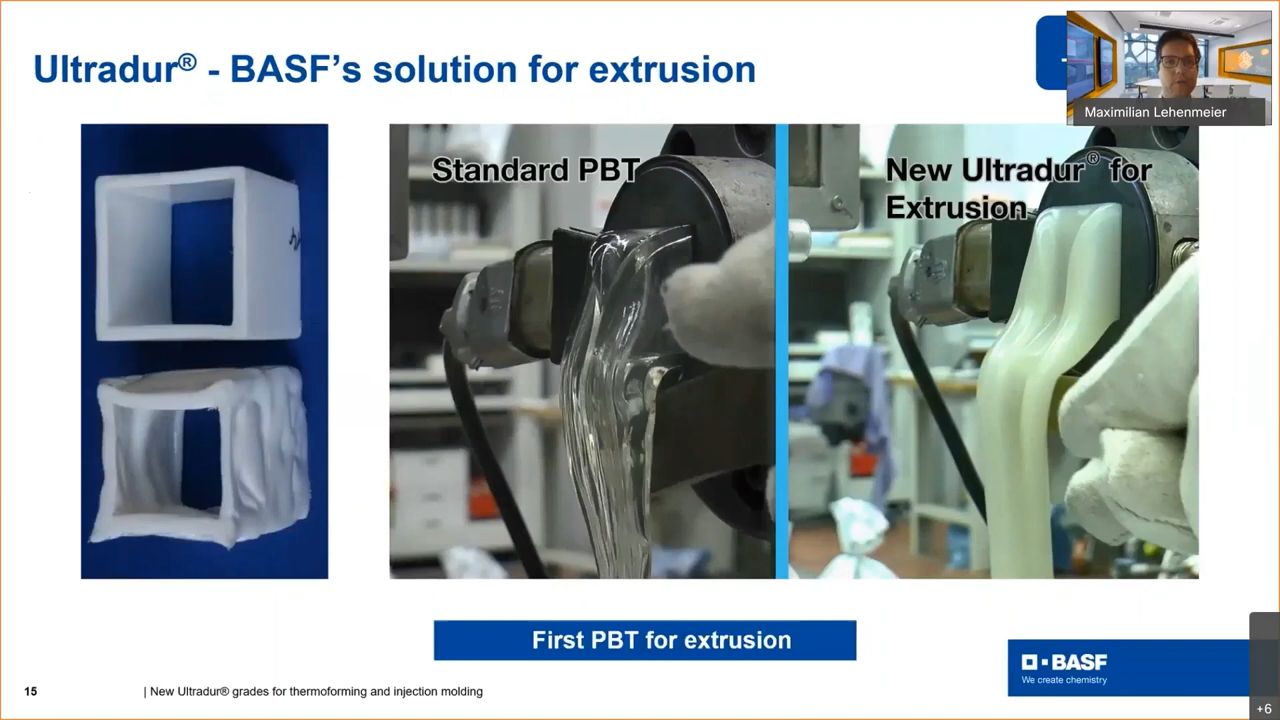 Ultradur® - BASF's solution for extrusion
Maximilian Lehenmeier
Standard PBT
New Ultradur® for
Extrusion
First PBT for extrusion
BASF
We create chemistry
15
| New Ultradur® grades for thermoforming and injection molding
+6